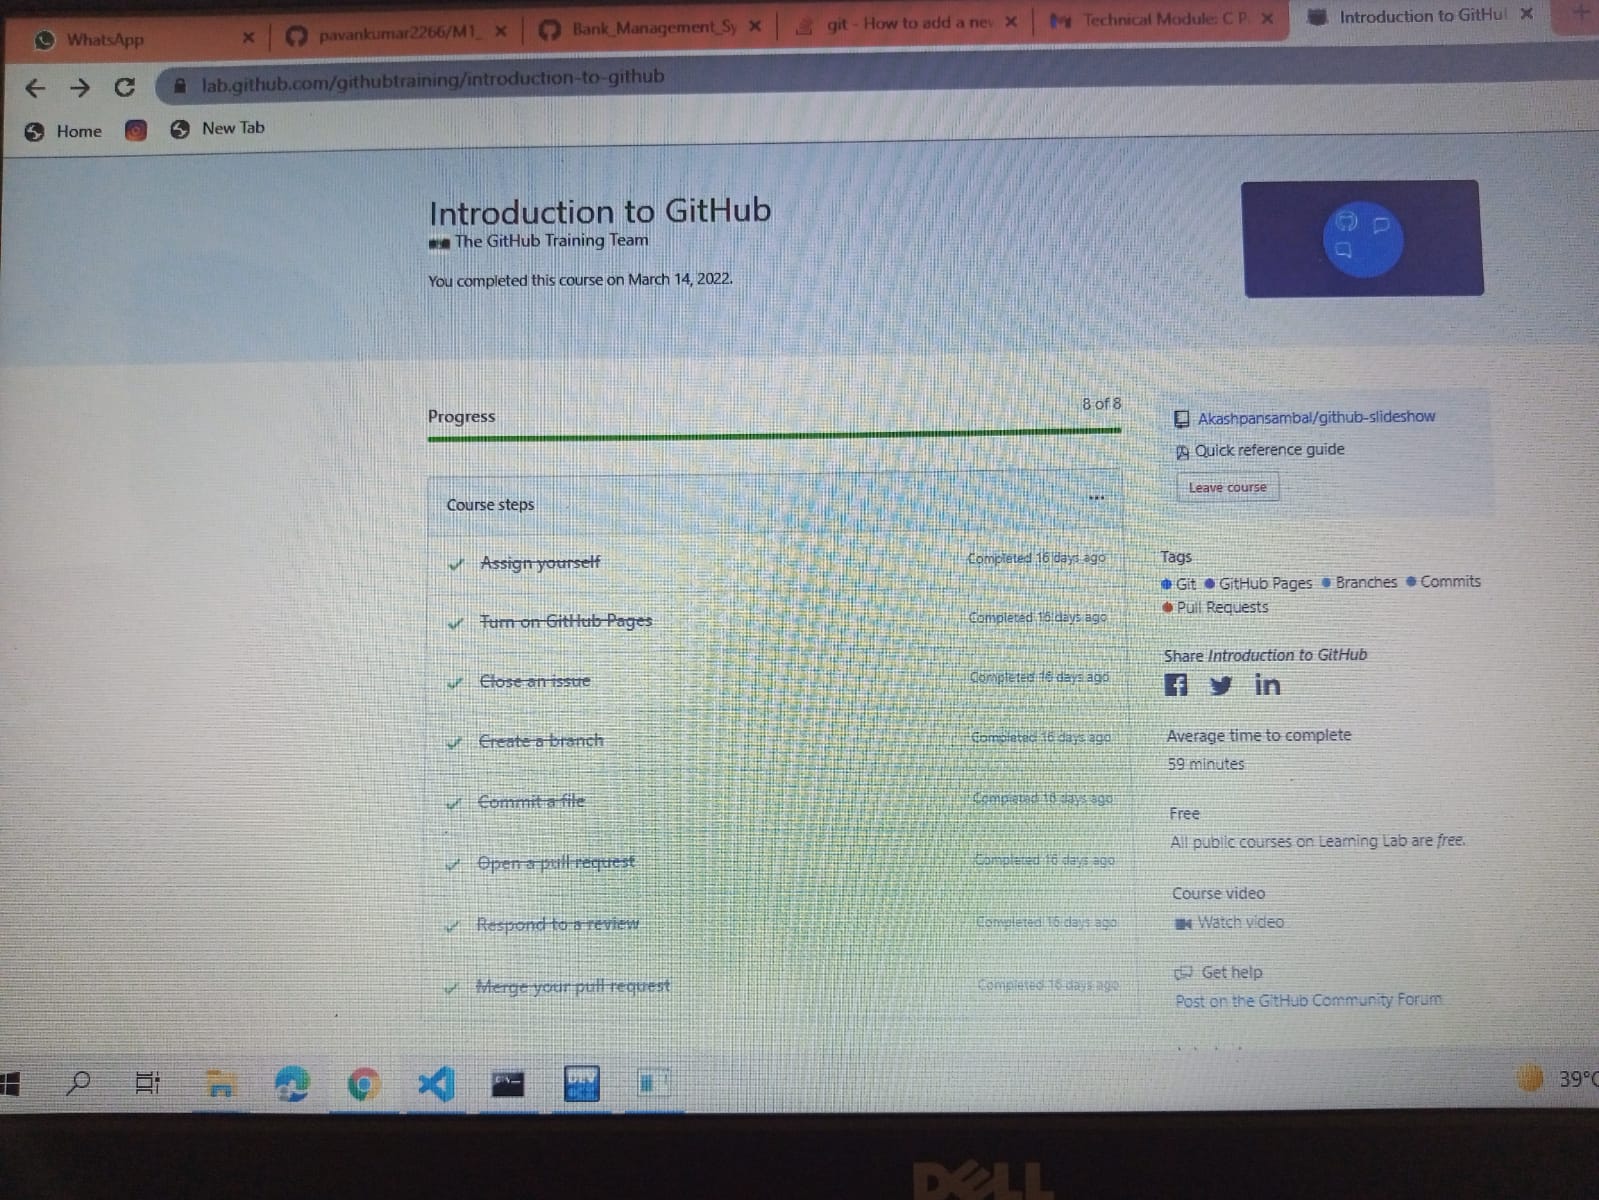 WhatsApp
pavankumar2266/M1_
Bank_Management_Sy
git - How to add a nev
Technical Module: C P
Introduction to GitHul
lab.github.com/githubtraining/introduction-to-github
Home
New Tab
Introduction to GitHub
The GitHub Training Team
You completed this course on March 14, 2022.
Progress
8 of 8
Course steps
...
Assign yourself
Completed 16 days ago
Turn on GitHub Pages
Completed 16 days ago
Close an issue
Completed 16 days ago
Create a branch
Completed 16 days ago
Commit a file
Completed 16 days ago
Open a pull request
Completed 16 days ago
Respond to a review
Completed 16 days ago
Merge your pull request
Completed 16 days ago
Akashpansambal/github-slideshow
Quick reference guide
Leave course
Tags
Git GitHub Pages Branches Commits
Pull Requests
Share Introduction to GitHub
Average time to complete
59 minutes
Free
All public courses on Learning Lab are free.
Course video
Watch video
Get help
Post on the GitHub Community Forum
39°C
DELL